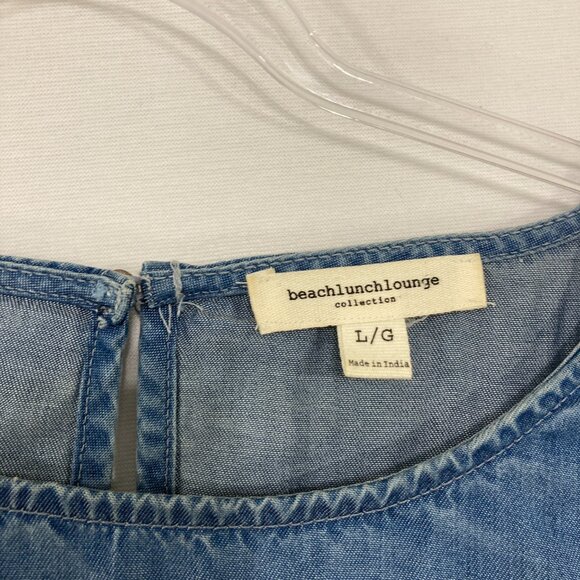 beachlunchlounge
collection
L/G
Made in India